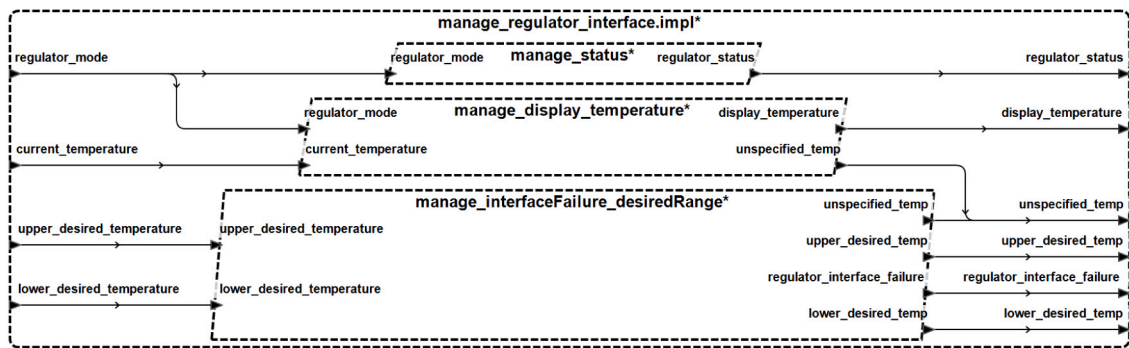 manage_regulator_interface.impl*
regulator_mode
regulator_mode
manage_status*
regulator_status
regulator_status
manage_display_temperature*
regulator_mode
display_temperature
display_temperature
current_temperature
current_temperature
unspecified_temp
manage_interfaceFailure_desiredRange*
unspecified_temp
unspecified_temp
upper_desired_temperature
upper_desired_temperature
upper_desired_temp
upper_desired_temp
regulator_interface_failure
regulator_interface_failure
lower_desired_temperature
lower_desired_temperature
lower_desired_temp
lower_desired_temp